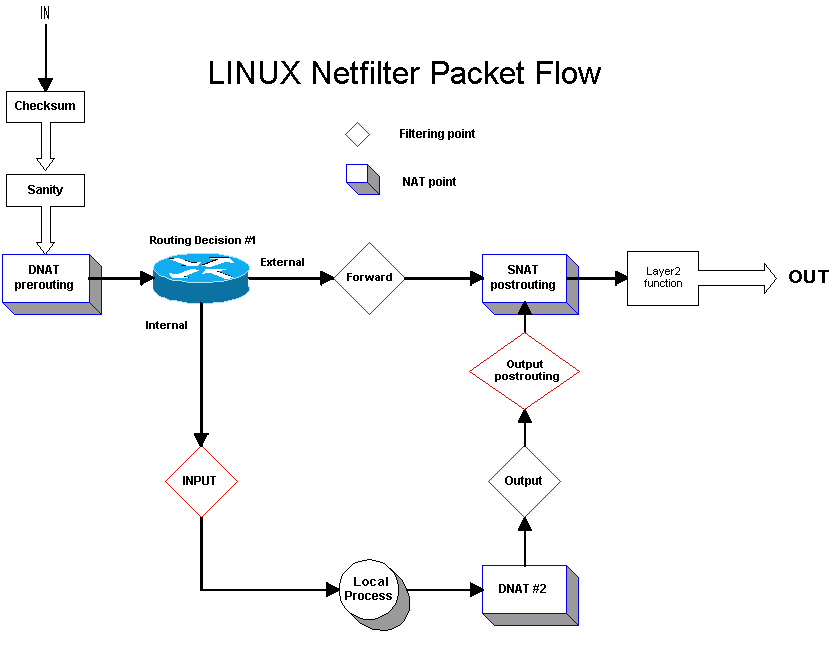 IN
LINUX Netfilter Packet Flow
Checksum
Filtering point
Sanity
NAT point
Routing Decision #1
DNAT
prerouting
External
Forward
SNAT
postrouting
Layer2
function
OUT
Internal
Output
postrouting
INPUT
Output
Local
Process
DNAT #2